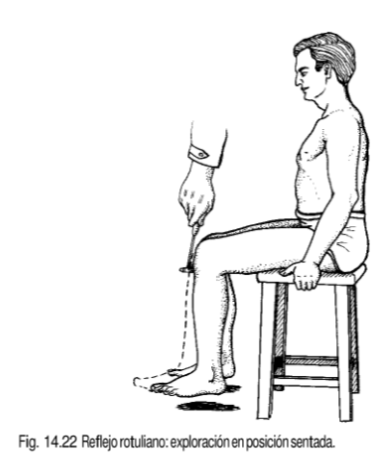 Fig. 14.22 Reflejo rotuliano: exploración en posición sentada.